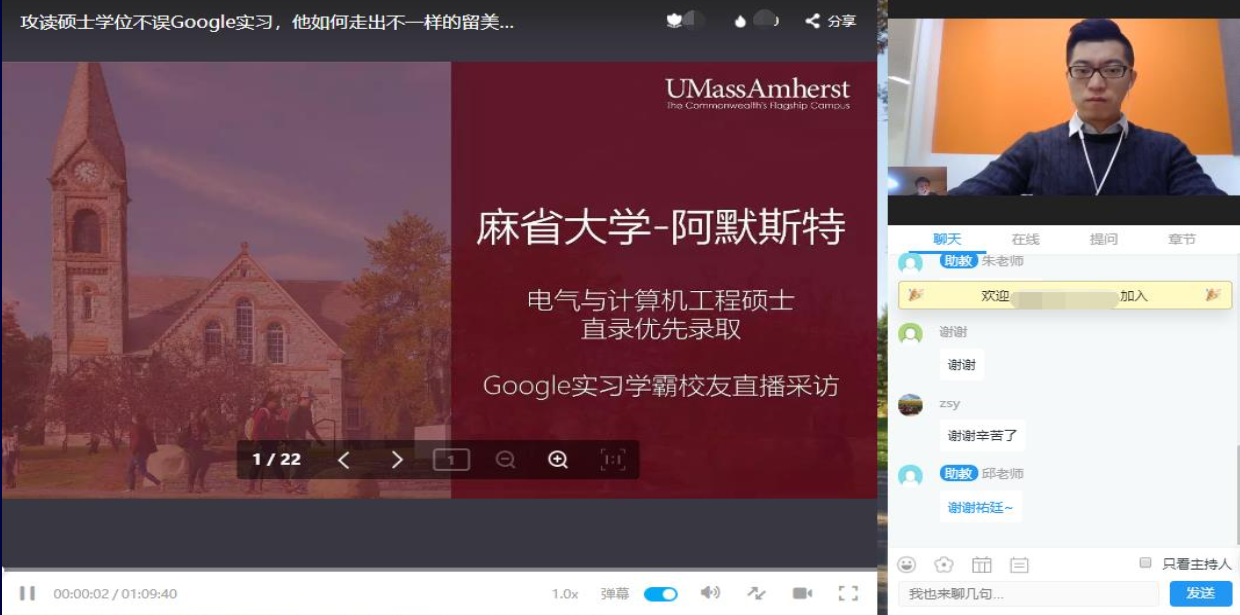 攻读硕士学位不误Google实习，他如何走出不一样的留美...
分享
UMassAmherst
The Commonwealth's Flagship Campus
麻省大学-阿默斯特
电气与计算机工程硕士
直录优先录取
Google实习学霸校友直播采访
1 / 22
1
1:1
00:00:02 / 01:09:40
1.0x
弹幕
聊天
在线
提问
章节
助教 朱老师
欢迎
加入
谢谢
谢谢
zsy
谢谢辛苦了
助教 邱老师
谢谢祐廷~
只看主持人
我也来聊几句...
发送